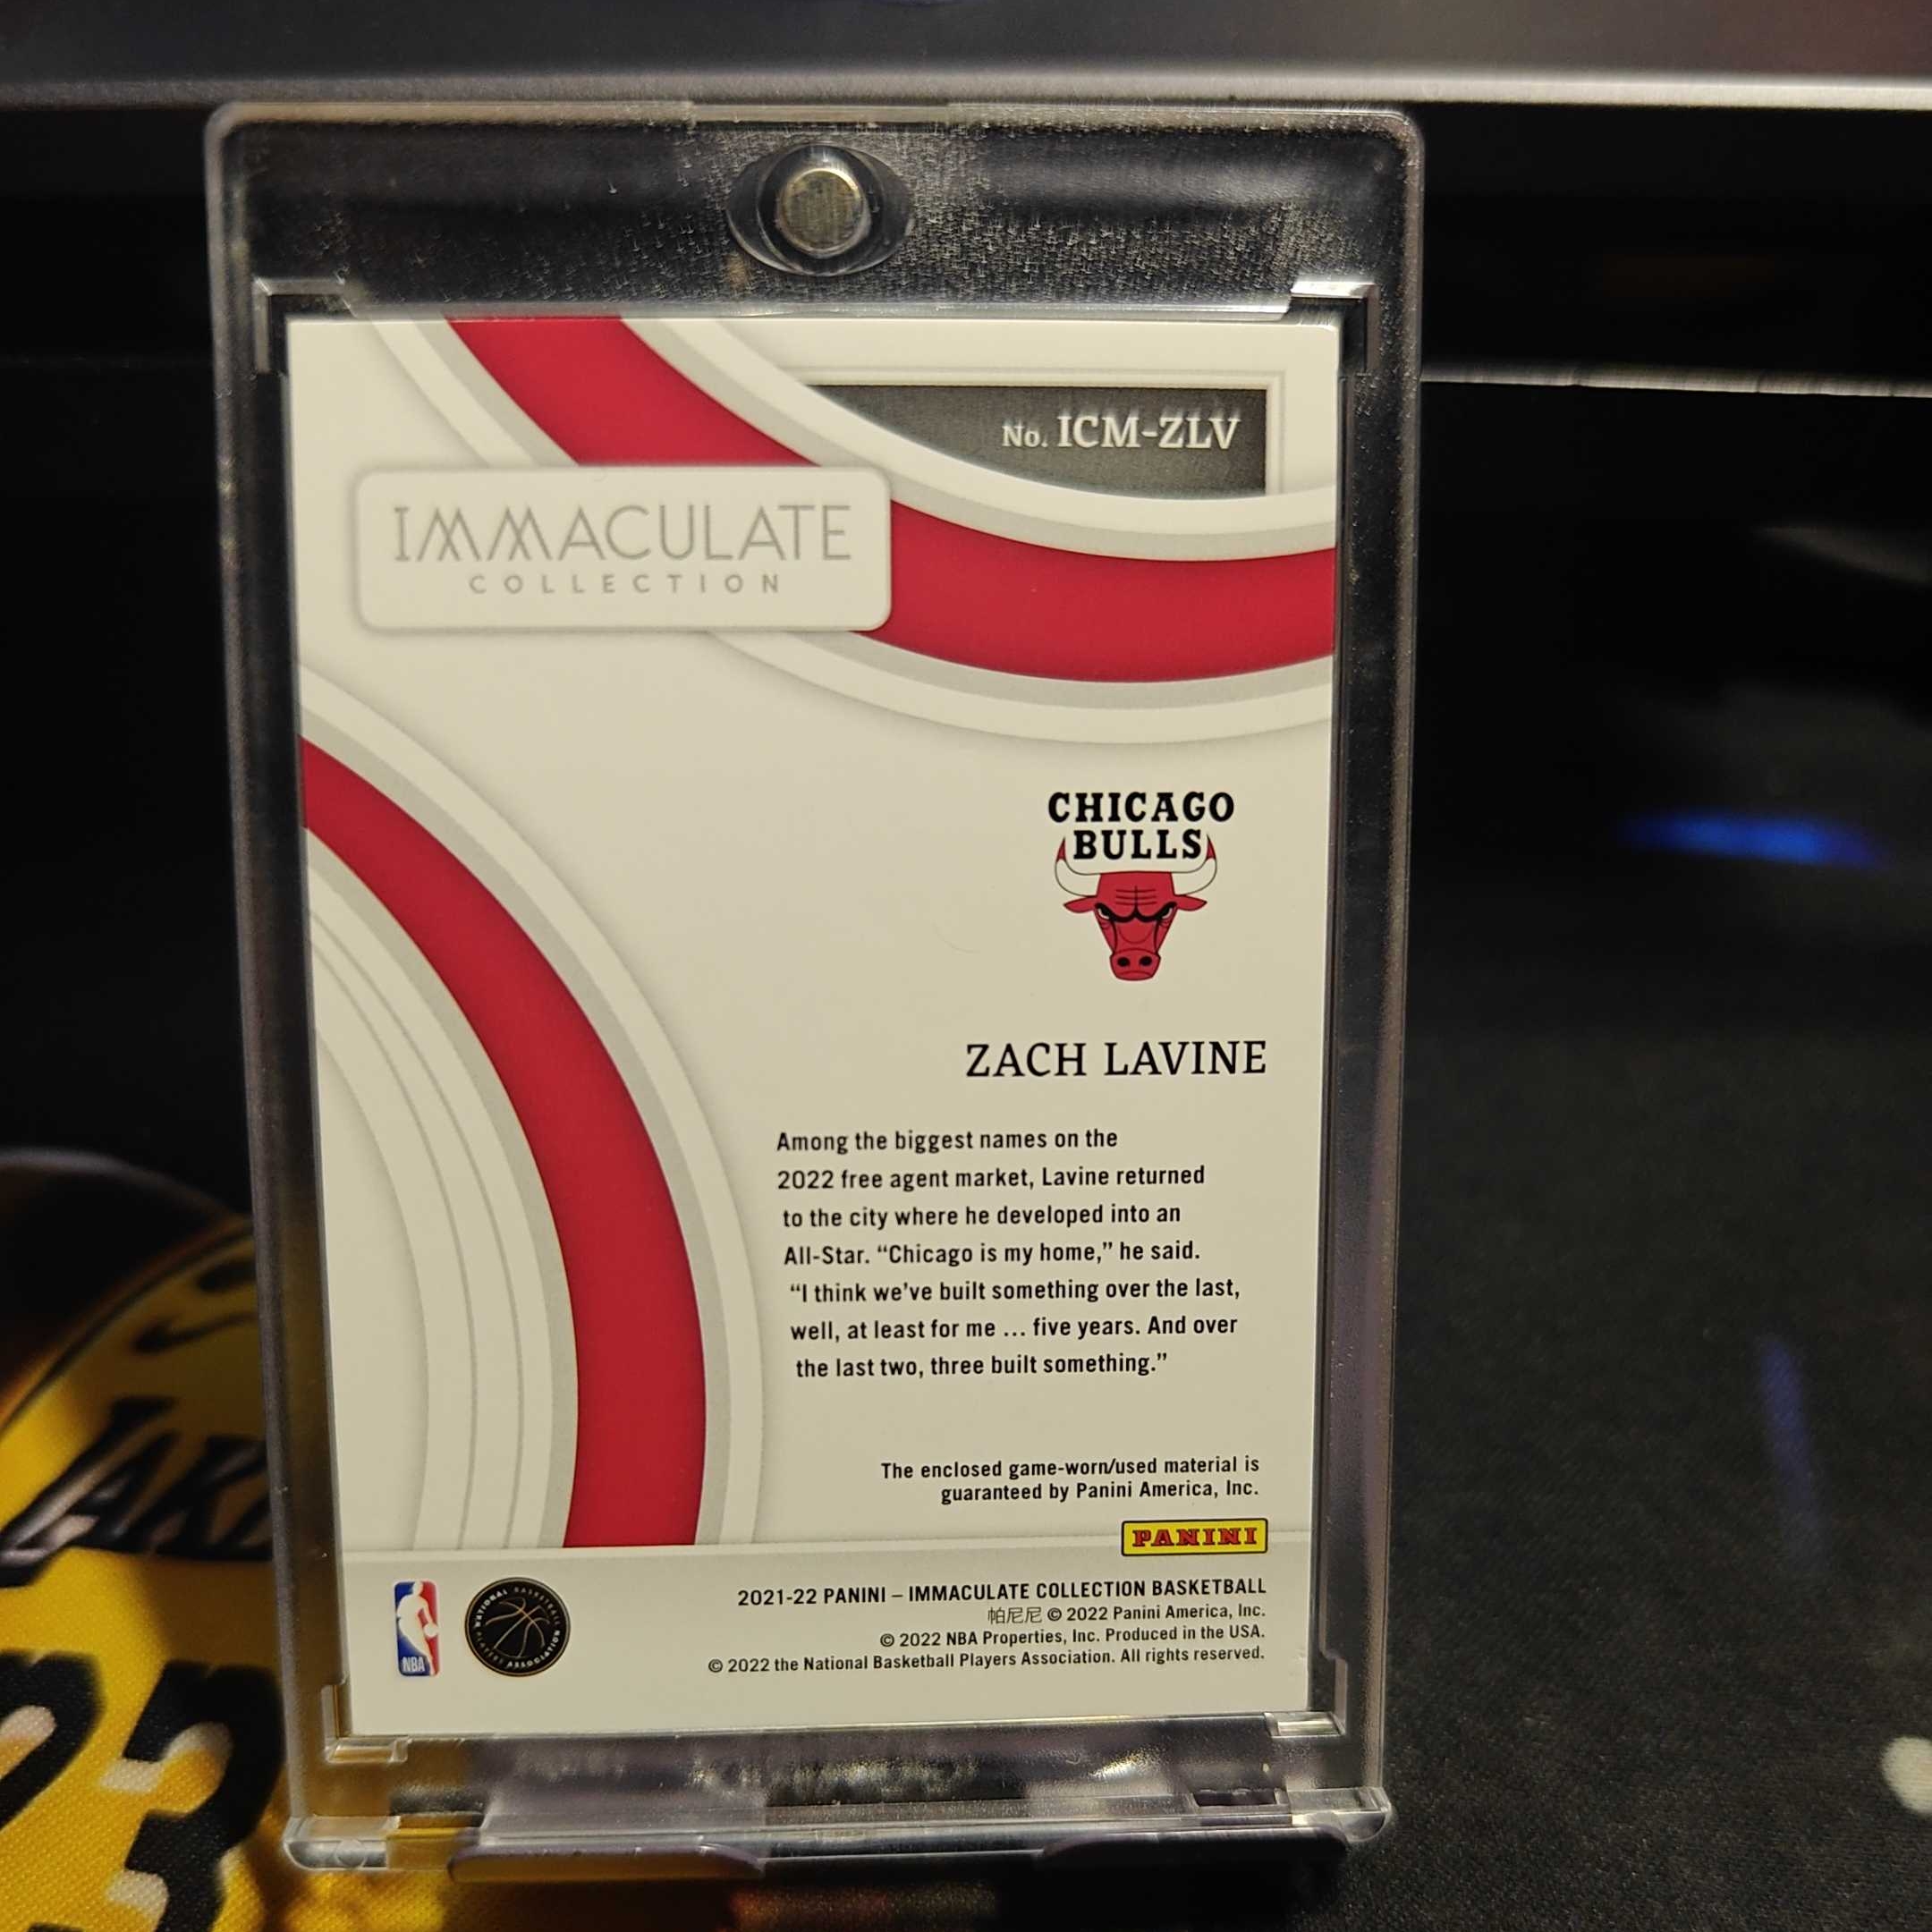 No. ICM-ZLV
IMMACULATE
COLLECTION
CHICAGO
BULLS
ZACH LAVINE
Among the biggest names on the
2022 free agent market, Lavine returned
to the city where he developed into an
All-Star. “Chicago is my home,” he said.
“I think we’ve built something over the last,
well, at least for me ... five years. And over
the last two, three built something.”
The enclosed game-worn/used material is
guaranteed by Panini America, Inc.
PANINI
NBA
NATIONAL BASKETBALL
PLAYERS ASSOCIATION
2021-22 PANINI – IMMACULATE COLLECTION BASKETBALL
帕尼尼 © 2022 Panini America, Inc.
© 2022 NBA Properties, Inc. Produced in the USA.
© 2022 the National Basketball Players Association. All rights reserved.
23